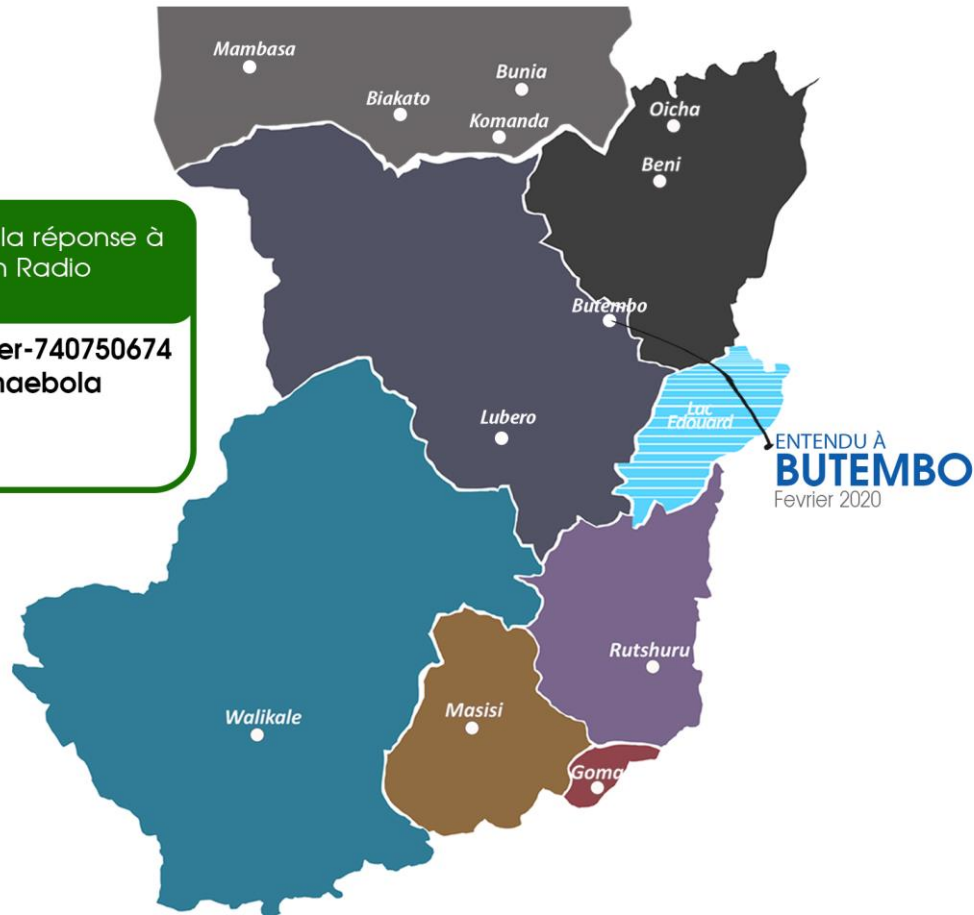 Mambasa
Bunia
Biakato
Komanda
Oicha
Beni
la réponse à
Radio
Butembo
er-740750674
naebola
Lubero
Lac
Edouard
ENTENDU À
BUTEMBO
Fevrier 2020
Rutshuru
Masisi
Walikale
Goma